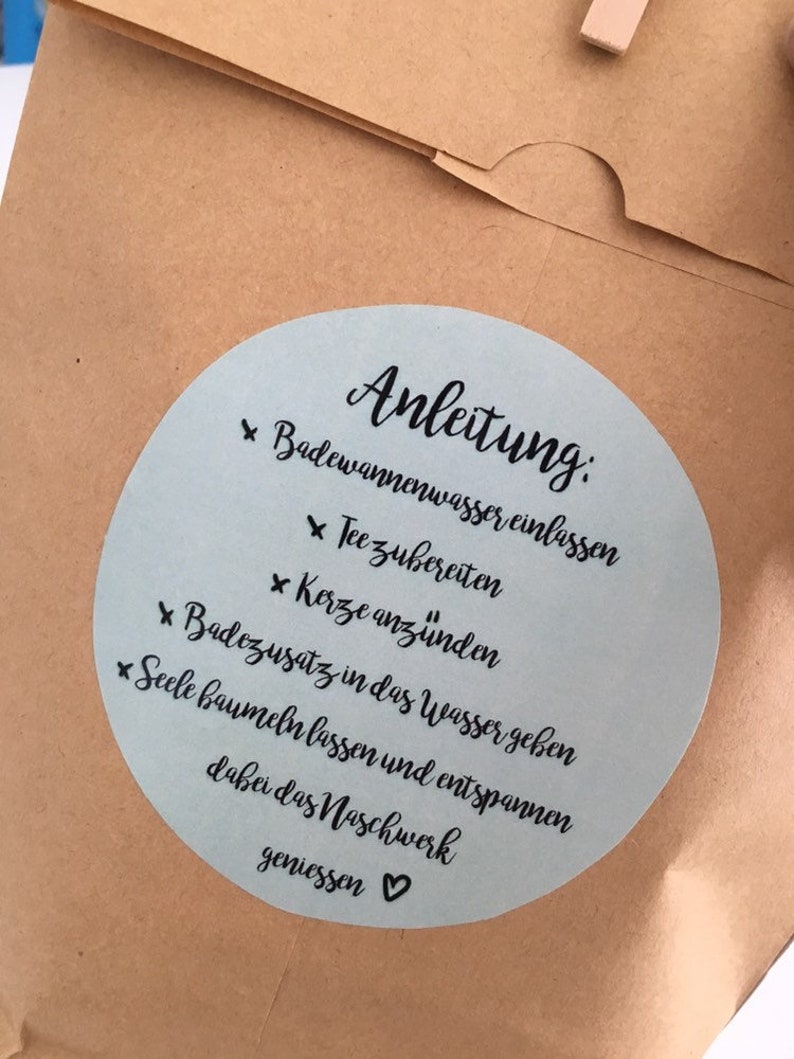 Anleitung:
x Badewannenwasser einlassen
x Tee zubereiten
x Kerze anzünden
x Badezusatz in das Wasser geben
x Seele baumeln lassen und entspannen
dabei das Naschwerk
geniessen ♡